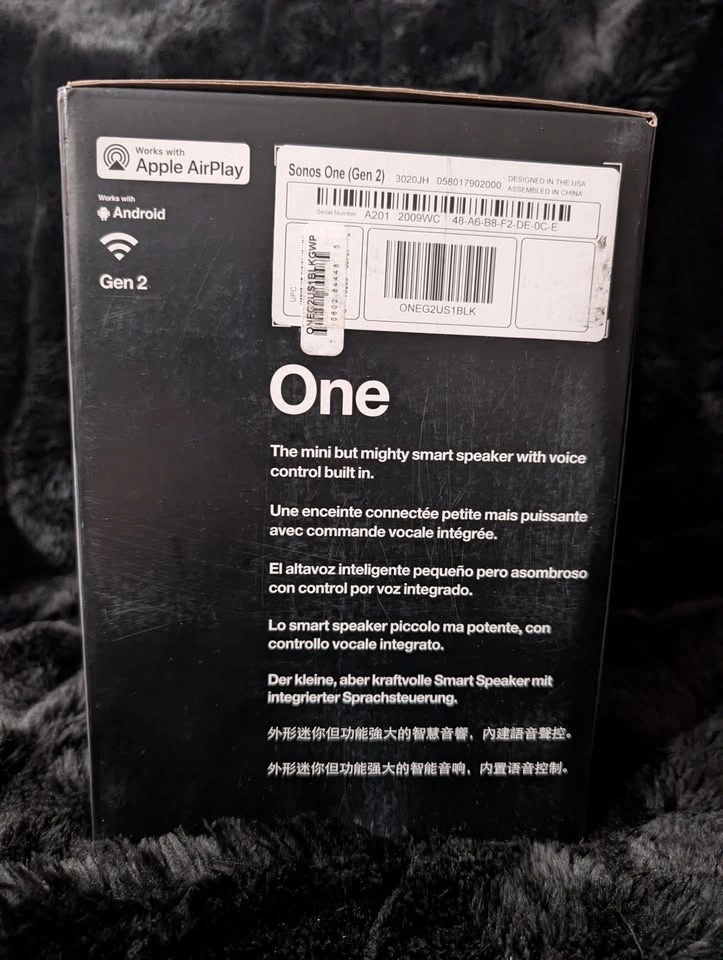 Works with
Apple AirPlay
Works with
Android
Gen 2
Sonos One (Gen 2) 3020JH 058017902000 DESIGNED IN THE USA
ASSEMBLED IN CHINA
Serial Number A201 2009WC 48-A6-B8-F2-DE-0C-E
UPC
ONEG2US1BLKGWP
ONEG2US1BLK
One
The mini but mighty smart speaker with voice
control built in.
Une enceinte connectée petite mais puissante
avec commande vocale intégrée.
El altavoz inteligente pequeño pero asombroso
con control por voz integrado.
Lo smart speaker piccolo ma potente, con
controllo vocale integrato.
Der kleine, aber kraftvolle Smart Speaker mit
integrierter Sprachsteuerung.
外形迷你但功能強大的智慧音響，內建語音聲控。
外形迷你但功能强大的智能音响，内置语音控制。